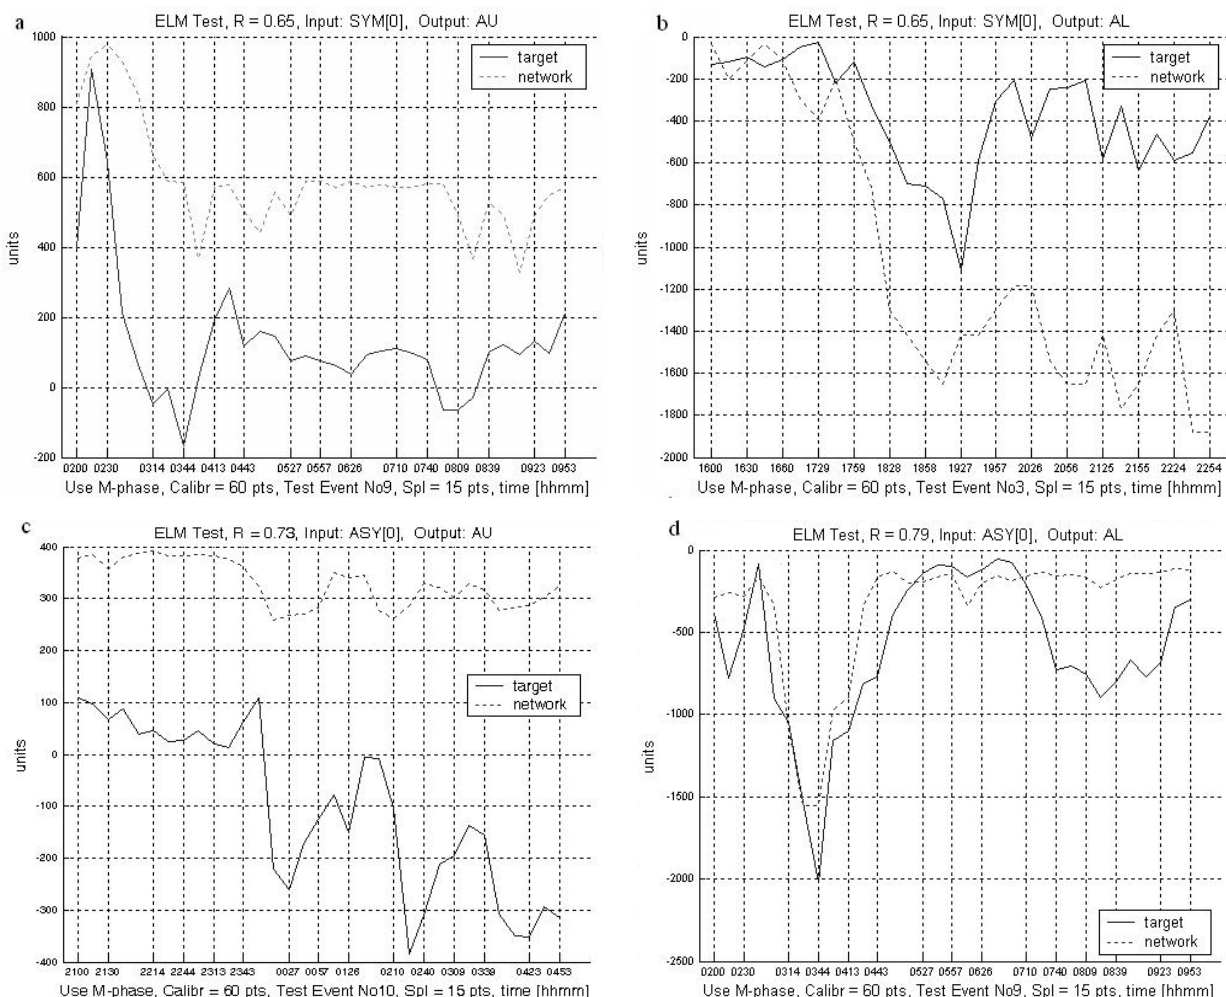 a
ELM Test, R = 0.65, Input: SYM[0], Output: AU
1000
800
600
400
200
0
-200
units
target
network
0200 0230 0314 0344 0413 0443 0527 0557 0626 0710 0740 0809 0839 0923 0953
Use M-phase, Calibr = 60 pts, Test Event No9, Spl = 15 pts, time [hhmm]
b
ELM Test, R = 0.65, Input: SYM[0], Output: AL
0
-200
-400
-600
-800
-1000
-1200
-1400
-1600
-1800
-2000
units
target
network
1600 1630 1660 1729 1759 1828 1858 1927 1957 2026 2056 2125 2155 2224 2254
Use M-phase, Calibr = 60 pts, Test Event No3, Spl = 15 pts, time [hhmm]
c
ELM Test, R = 0.73, Input: ASY[0], Output: AU
400
300
200
100
0
-100
-200
-300
-400
units
target
network
2100 2130 2214 2244 2313 2343 0027 0057 0126 0210 0240 0309 0339 0423 0453
Use M-phase, Calibr = 60 pts, Test Event No10, Spl = 15 pts, time [hhmm]
d
ELM Test, R = 0.79, Input: ASY[0], Output: AL
0
-500
-1000
-1500
-2000
-2500
units
target
network
0200 0230 0314 0344 0413 0443 0527 0557 0626 0710 0740 0809 0839 0923 0953
Use M-phase, Calibr = 60 pts, Test Event No9, Spl = 15 pts, time [hhmm]